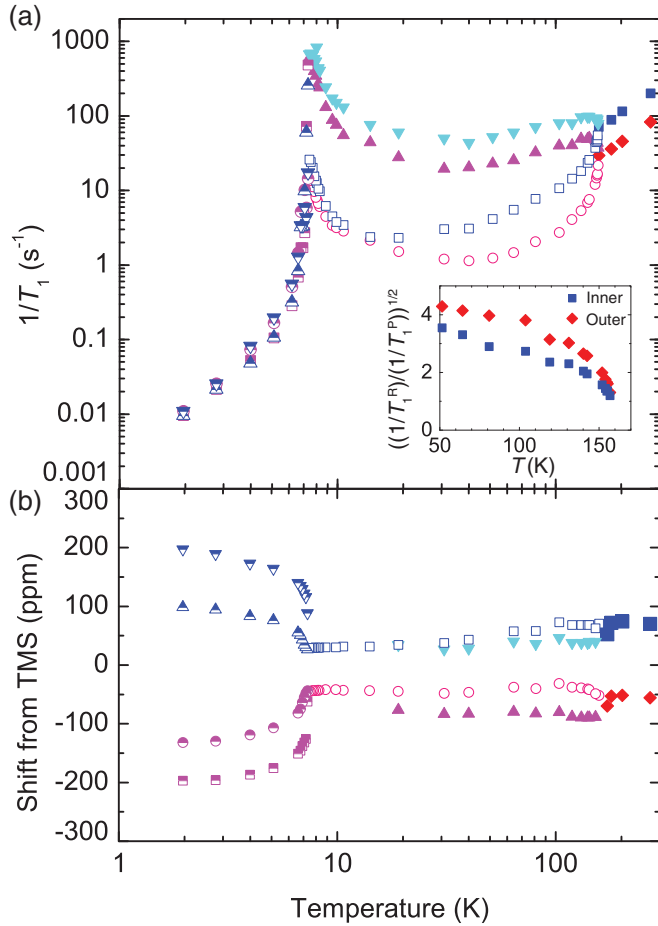 (a)
1000
100
10
1
0.1
0.01
0.001
1/T₁ (s⁻¹)
Inner
Outer
4
2
0
((1/T₁ᴿ)/(1/T₁ᴾ))¹ᐟ²
50 100 150
T(K)
(b)
300
200
100
0
-100
-200
-300
Shift from TMS (ppm)
1 10 100
Temperature (K)